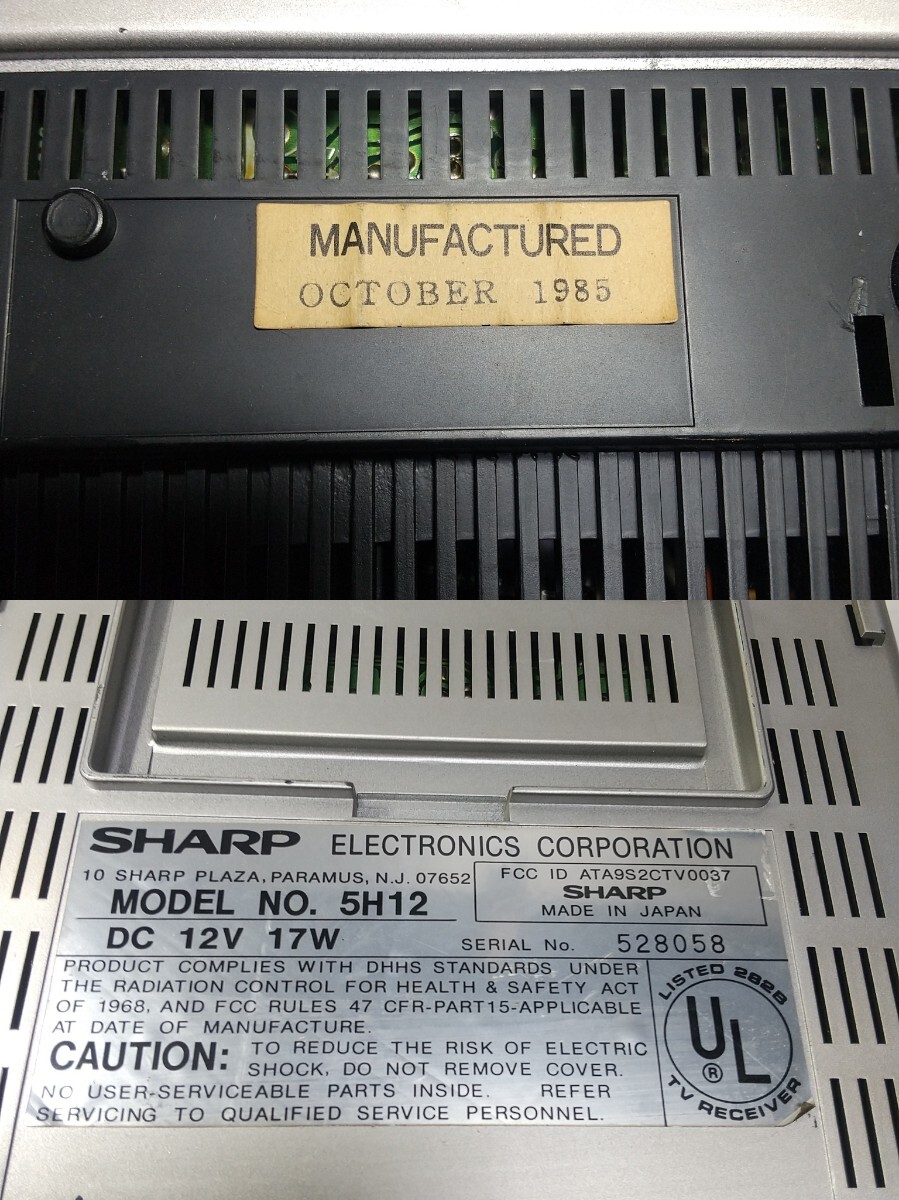 MANUFACTURED
OCTOBER 1985
SHARP ELECTRONICS CORPORATION
10 SHARP PLAZA, PARAMUS, N.J. 07652
FCC ID ATA9S2CTV0037
SHARP
MADE IN JAPAN
MODEL NO. 5H12
DC 12V 17W
SERIAL No. 528058
PRODUCT COMPLIES WITH DHHS STANDARDS UNDER
THE RADIATION CONTROL FOR HEALTH & SAFETY ACT
OF 1968, AND FCC RULES 47 CFR-PART15-APPLICABLE
AT DATE OF MANUFACTURE.
CAUTION: TO REDUCE THE RISK OF ELECTRIC
SHOCK, DO NOT REMOVE COVER.
NO USER-SERVICEABLE PARTS INSIDE. REFER
SERVICING TO QUALIFIED SERVICE PERSONNEL.
LISTED 282B
UL
®
TV RECEIVER